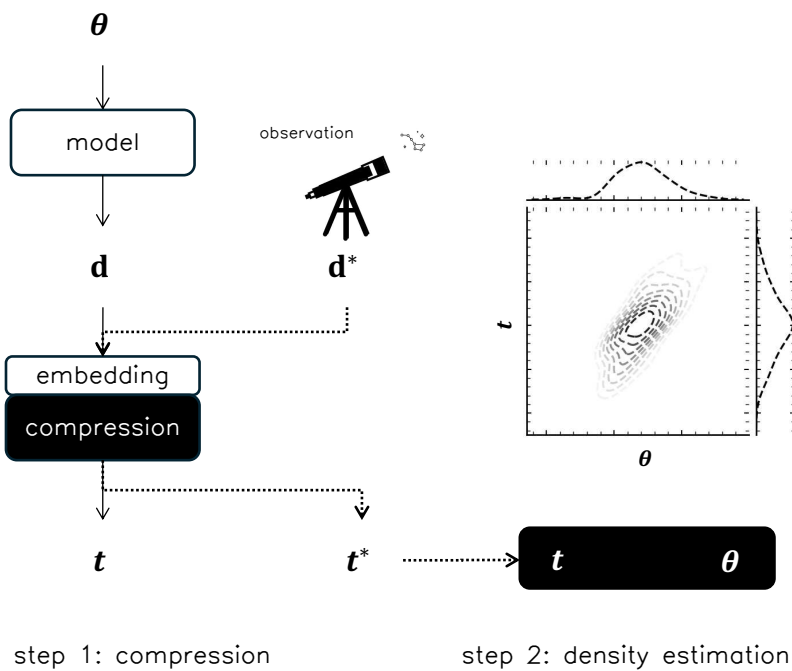 θ
model
observation
d
d*
embedding
compression
t
θ
t
t*
t
θ
step 1: compression
step 2: density estimation